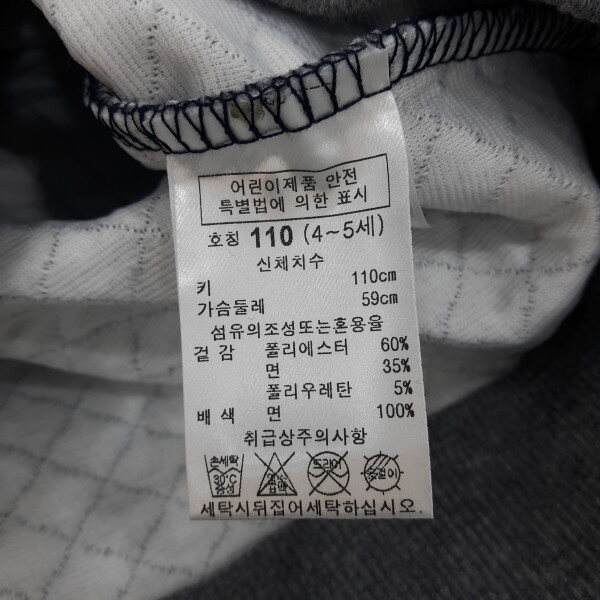 어린이제품 안전
특별법에 의한 표시
호칭 110 (4~5세)
신체치수
키 110cm
가슴둘레 59cm
섬유의조성또는혼용율
겉감 폴리에스터 60%
면 35%
폴리우레탄 5%
배색 면 100%
취급상주의사항
손세탁 드라이 옷걸이
30℃
중성
세탁시뒤집어세탁하십시오.